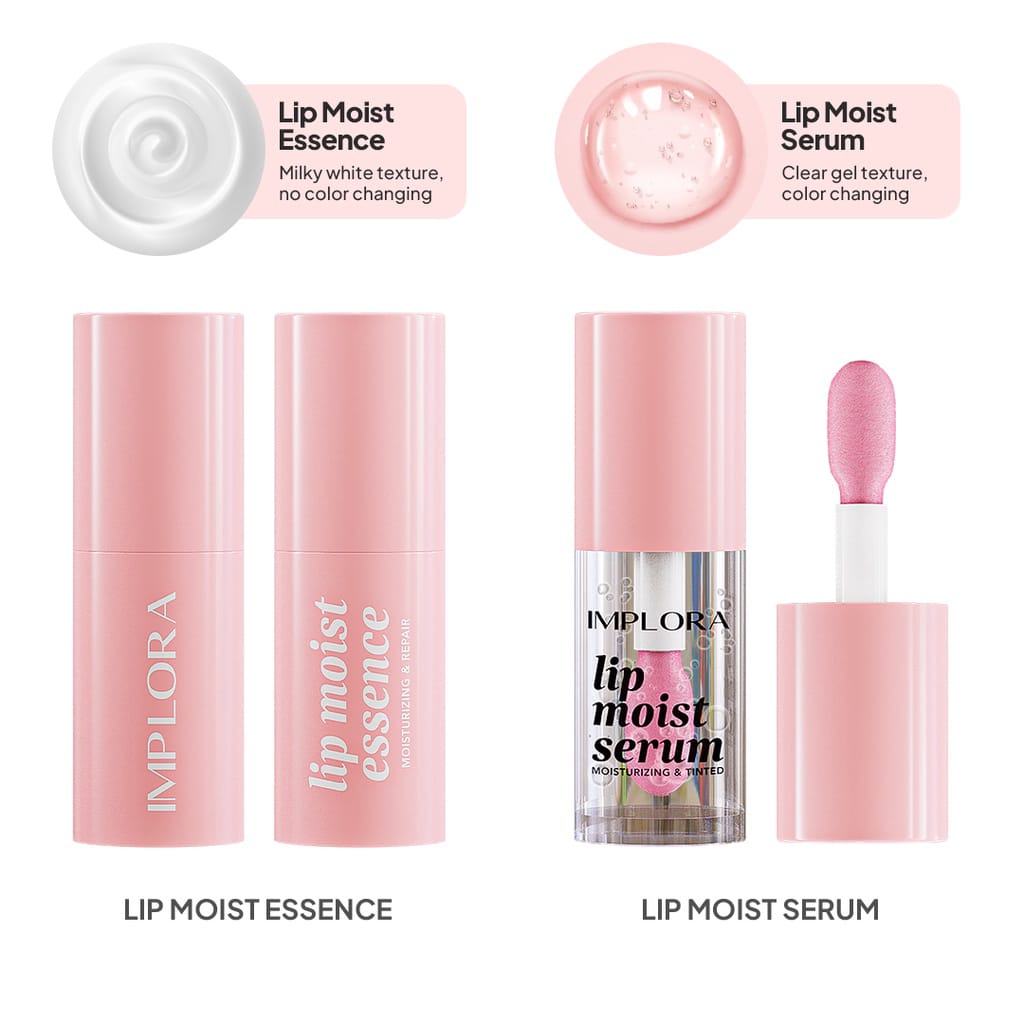 Lip Moist
Essence
Milky white texture,
no color changing
Lip Moist
Serum
Clear gel texture,
color changing
IMPLORA
lip moist
essence
MOISTURIZING & REPAIR
IMPLORA
lip
moist
serum
MOISTURIZING & TINTED
LIP MOIST ESSENCE
LIP MOIST SERUM